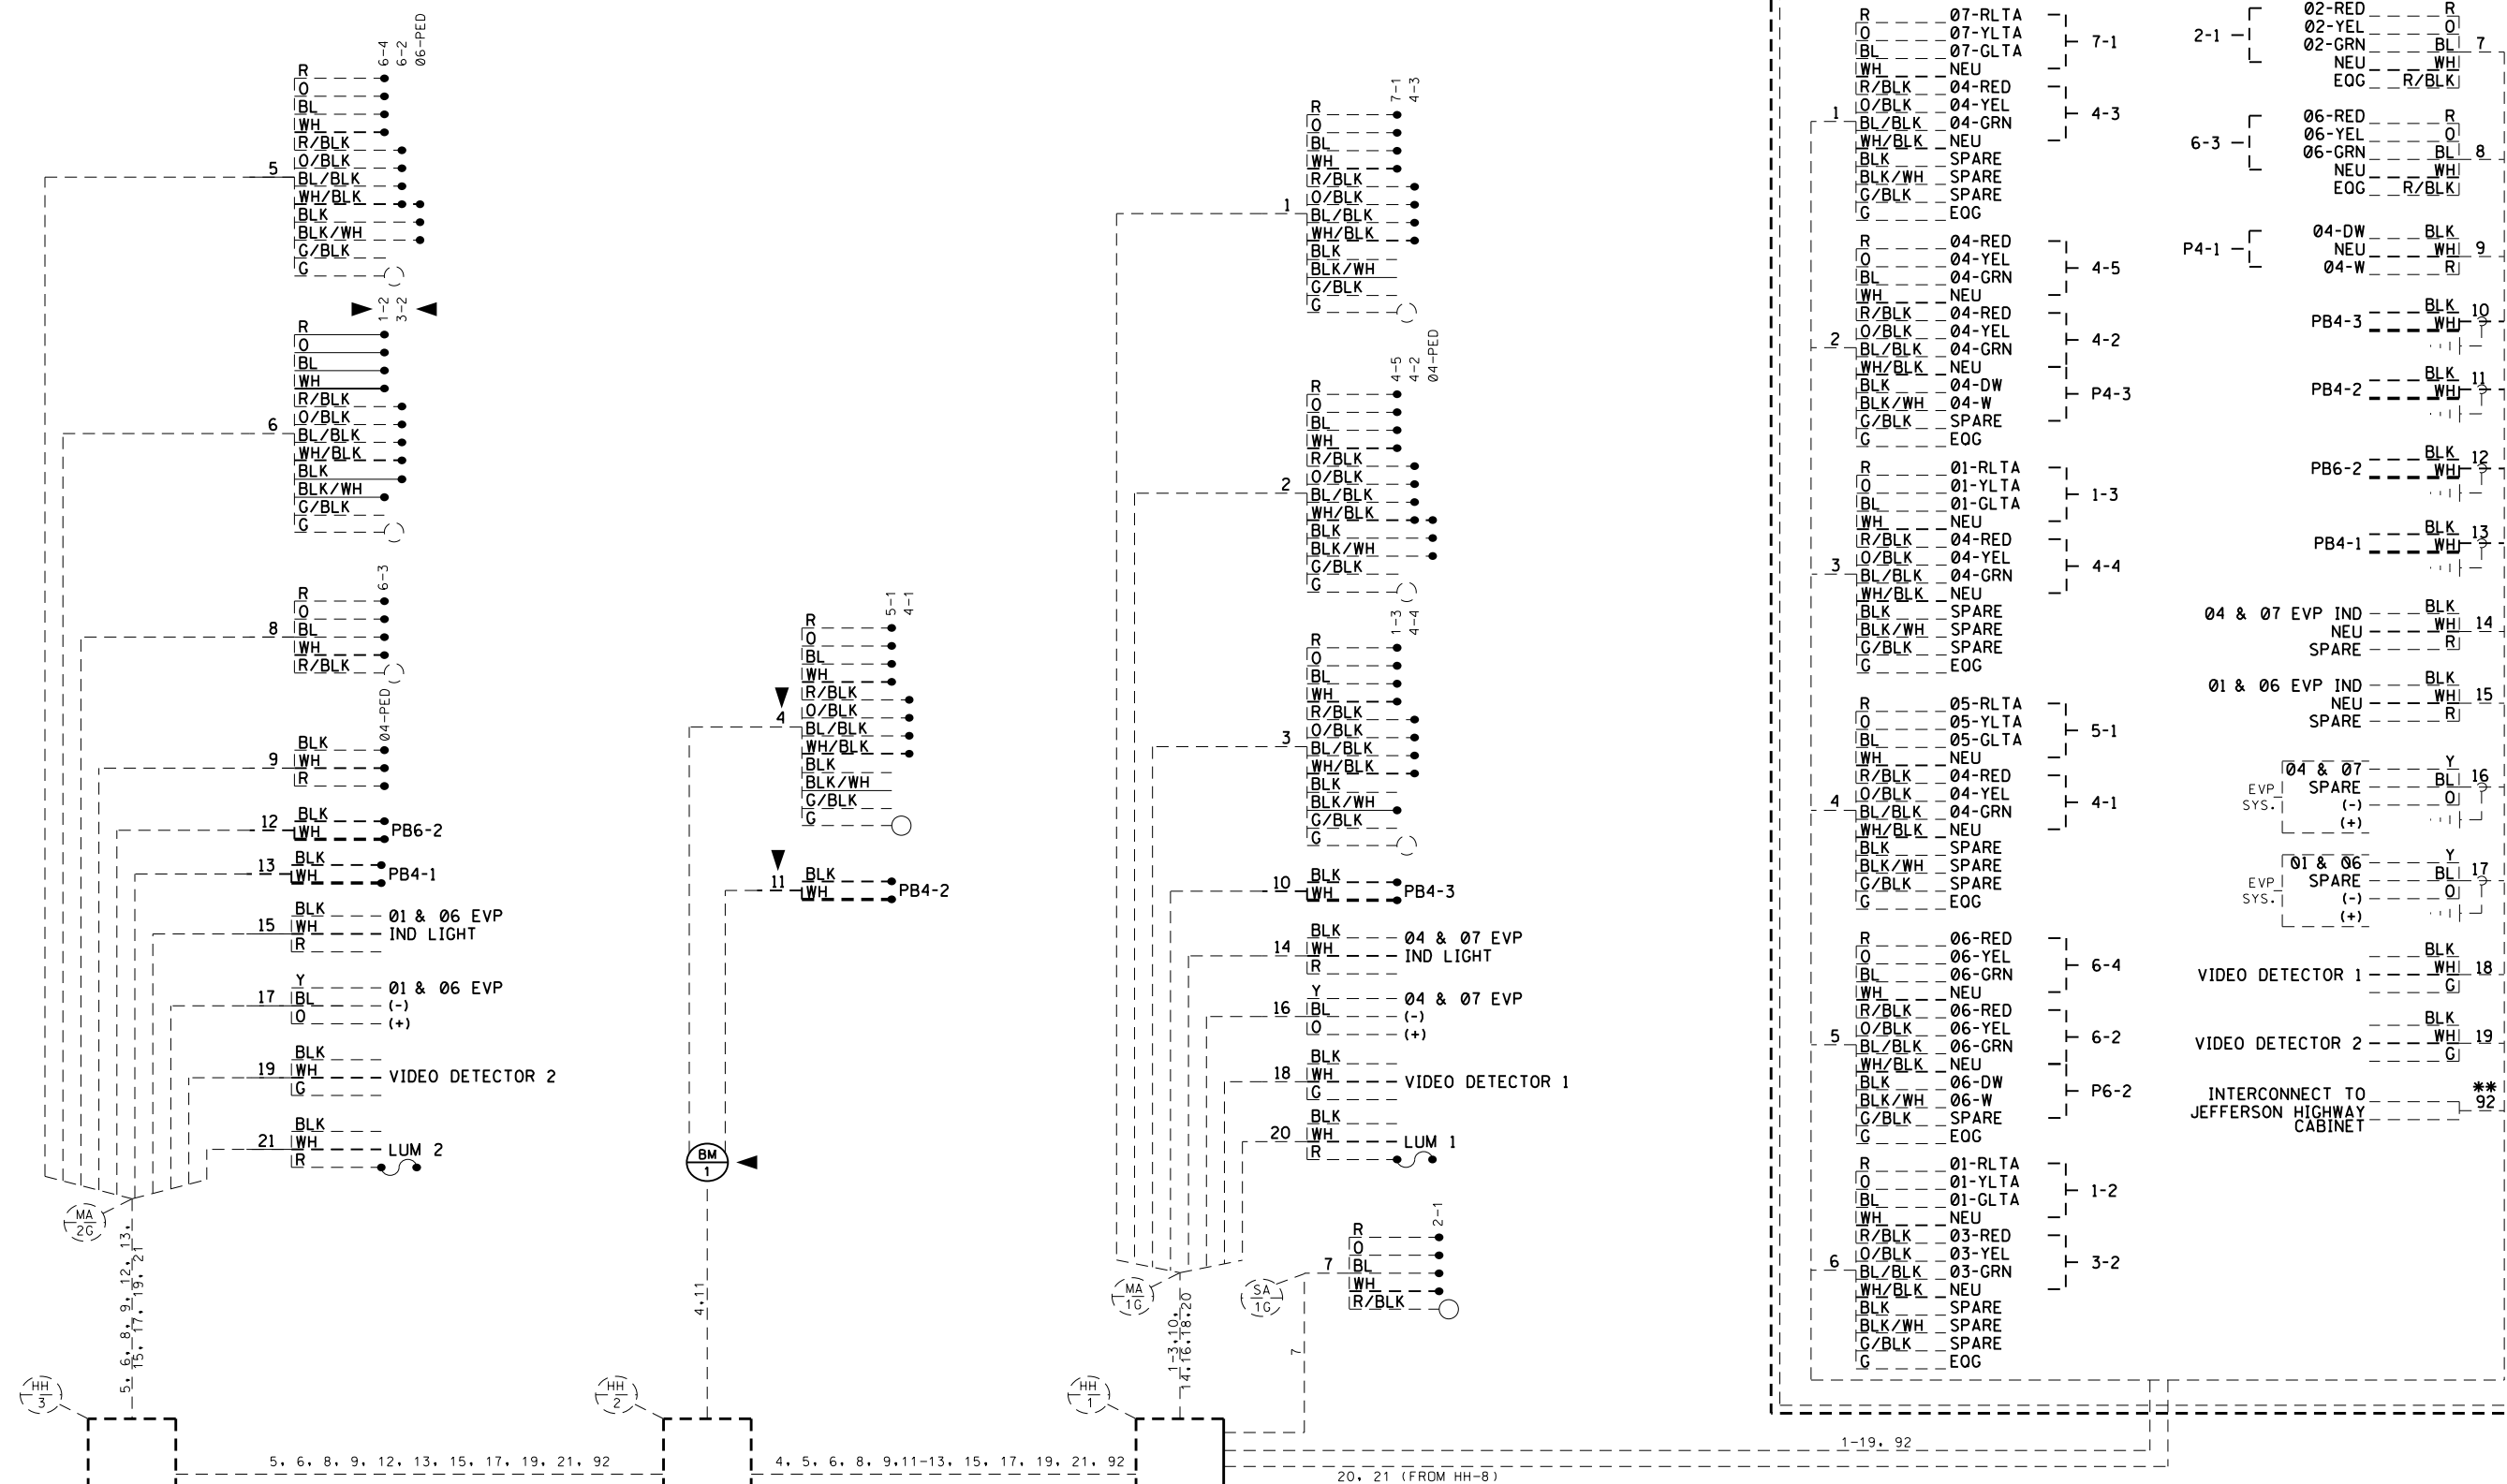 6-4
6-2
06-PED
R
O
BL
WH
R/BLK
O/BLK
5
BL/BLK
WH/BLK
BLK
BLK/WH
G/BLK
G
1-2
3-2
R
O
BL
WH
R/BLK
O/BLK
6
BL/BLK
WH/BLK
BLK
BLK/WH
G/BLK
G
6-3
R
O
8
BL
WH
R/BLK
04-PED
BLK
9
WH
R
BLK
12
WH
PB6-2
BLK
13
WH
PB4-1
BLK
01 & 06 EVP
15
WH
IND LIGHT
R
Y
01 & 06 EVP
17
BL
(-)
O
(+)
BLK
19
WH
VIDEO DETECTOR 2
G
BLK
21
WH
LUM 2
R
MA
2G
5, 6, 8, 9, 12, 13,
15, 17, 19, 21
HH
3
5, 6, 8, 9, 12, 13, 15, 17, 19, 21, 92
5-1
4-1
R
O
BL
WH
R/BLK
4
O/BLK
BL/BLK
WH/BLK
BLK
BLK/WH
G/BLK
G
BLK
11
WH
PB4-2
BM
1
4,11
HH
2
4, 5, 6, 8, 9,11-13, 15, 17, 19, 21, 92
7-1
4-3
R
O
BL
WH
R/BLK
O/BLK
1
BL/BLK
WH/BLK
BLK
BLK/WH
G/BLK
G
4-5
4-2
04-PED
R
O
BL
WH
R/BLK
O/BLK
2
BL/BLK
WH/BLK
BLK
BLK/WH
G/BLK
G
1-3
4-4
R
O
BL
WH
R/BLK
O/BLK
3
BL/BLK
WH/BLK
BLK
BLK/WH
G/BLK
G
BLK
10
WH
PB4-3
BLK
04 & 07 EVP
14
WH
IND LIGHT
R
Y
04 & 07 EVP
16
BL
(-)
O
(+)
BLK
18
WH
VIDEO DETECTOR 1
G
BLK
20
WH
LUM 1
R
MA
1G
1-3,10,
14,16,18,20
SA
1G
2-1
R
O
7
BL
WH
R/BLK
7
HH
1
1-19, 92
20, 21 (FROM HH-8)
R 07-RLTA
O 07-YLTA
BL 07-GLTA
7-1
WH NEU
R/BLK 04-RED
O/BLK 04-YEL
1
BL/BLK 04-GRN
4-3
WH/BLK NEU
BLK SPARE
BLK/WH SPARE
G/BLK SPARE
G EQG
R 04-RED
O 04-YEL
BL 04-GRN
4-5
WH NEU
R/BLK 04-RED
O/BLK 04-YEL
2
BL/BLK 04-GRN
4-2
WH/BLK NEU
BLK 04-DW
P4-3
BLK/WH 04-W
G/BLK SPARE
G EQG
R 01-RLTA
O 01-YLTA
BL 01-GLTA
1-3
WH NEU
R/BLK 04-RED
O/BLK 04-YEL
3
BL/BLK 04-GRN
4-4
WH/BLK NEU
BLK SPARE
BLK/WH SPARE
G/BLK SPARE
G EQG
R 05-RLTA
O 05-YLTA
BL 05-GLTA
5-1
WH NEU
R/BLK 04-RED
O/BLK 04-YEL
4
BL/BLK 04-GRN
4-1
WH/BLK NEU
BLK SPARE
BLK/WH SPARE
G/BLK SPARE
G EQG
R 06-RED
O 06-YEL
BL 06-GRN
6-4
WH NEU
R/BLK 06-RED
O/BLK 06-YEL
5
BL/BLK 06-GRN
6-2
WH/BLK NEU
BLK 06-DW
P6-2
BLK/WH 06-W
G/BLK SPARE
G EQG
R 01-RLTA
O 01-YLTA
BL 01-GLTA
1-2
WH NEU
R/BLK 03-RED
O/BLK 03-YEL
6
BL/BLK 03-GRN
3-2
WH/BLK NEU
BLK SPARE
BLK/WH SPARE
G/BLK SPARE
G EQG
02-RED R
2-1
02-YEL O
02-GRN BL 7
NEU WH
EQG R/BLK
06-RED R
06-YEL O
6-3
06-GRN BL 8
NEU WH
EQG R/BLK
04-DW BLK
P4-1
NEU WH 9
04-W R
BLK
PB4-3 WH 10
BLK
PB4-2 WH 11
BLK
PB6-2 WH 12
BLK
PB4-1 WH 13
04 & 07 EVP IND BLK
NEU WH 14
SPARE R
01 & 06 EVP IND BLK
NEU WH 15
SPARE R
04 & 07 Y
EVP
SYS.
SPARE BL 16
(-) O
(+)
01 & 06 Y
EVP
SYS.
SPARE BL 17
(-) O
(+)
BLK
VIDEO DETECTOR 1 WH 18
G
BLK
VIDEO DETECTOR 2 WH 19
G
INTERCONNECT TO
JEFFERSON HIGHWAY
CABINET
**
92